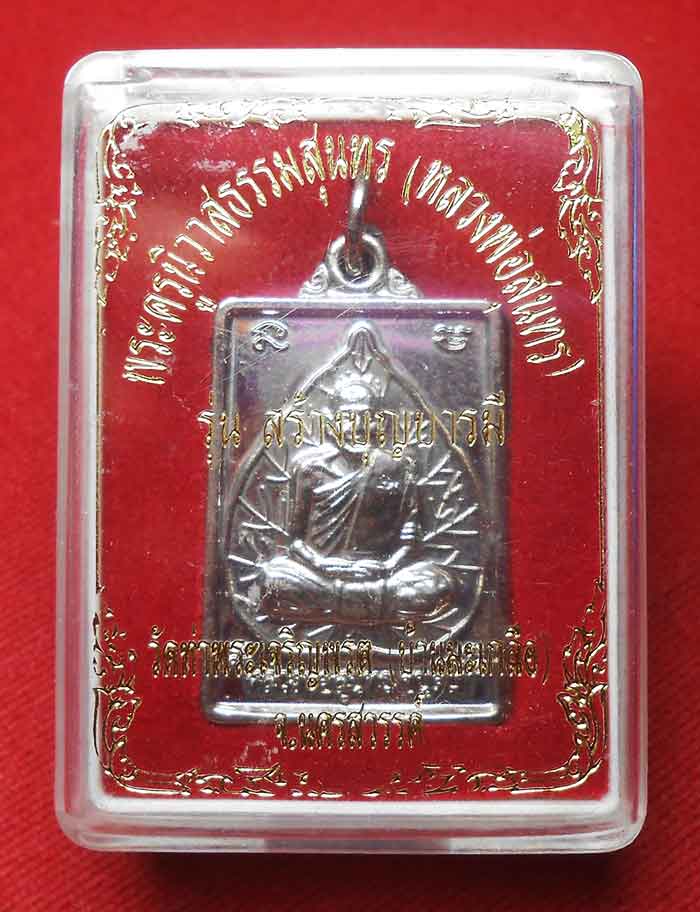 พระครูนิวาสธรรมสุนทร (หลวงพ่อสุนทร)
รุ่น สร้างบุญบารมี
วัดท่าพระเจริญพรต (บ้านมะเกลือ)
จ.นครสวรรค์